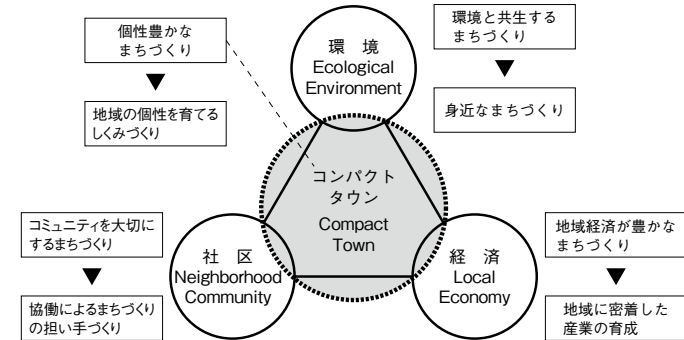 個性豊かな
まちづくり
地域の個性を育てる
しくみづくり
環 境
Ecological
Environment
環境と共生する
まちづくり
身近なまちづくり
コンパクト
タウン
Compact
Town
コミュニティを大切に
するまちづくり
協働によるまちづくり
の担い手づくり
社 区
Neighborhood
Community
経 済
Local
Economy
地域経済が豊かな
まちづくり
地域に密着した
産業の育成